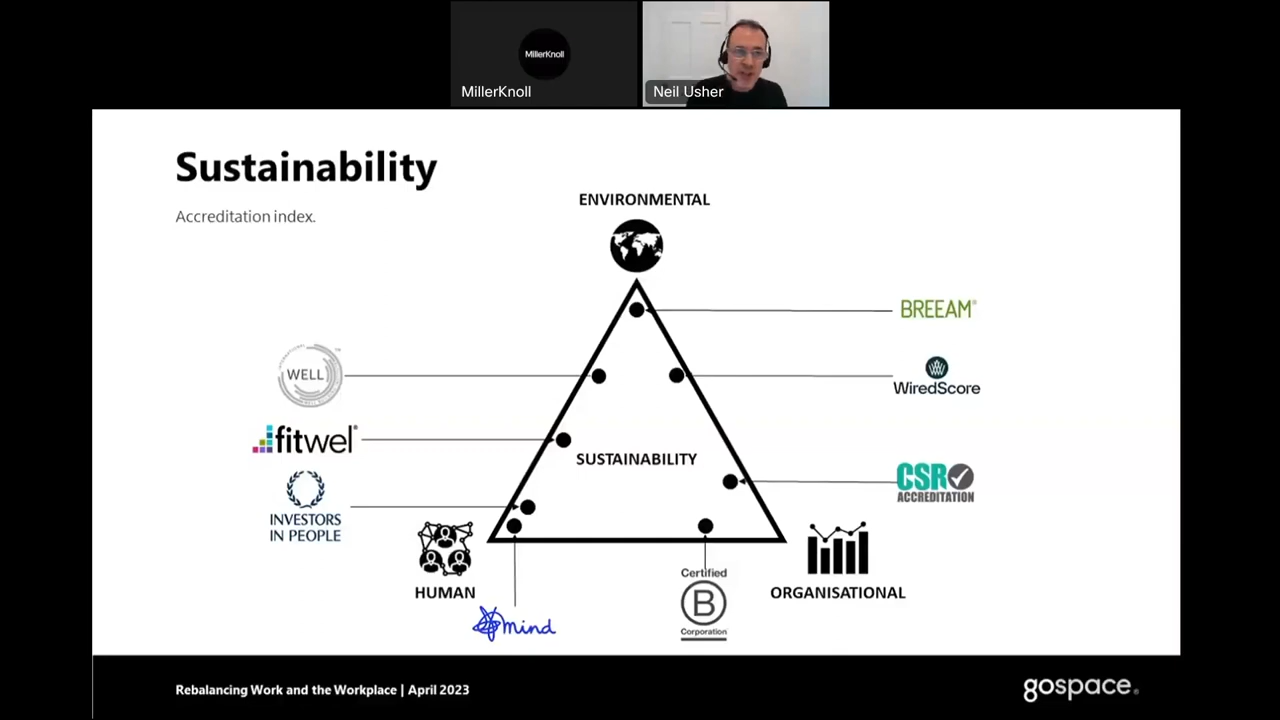 MillerKnoll
MillerKnoll
Neil Usher
Sustainability
Accreditation index.
ENVIRONMENTAL
BREEAM®
WELL
WiredScore
fitwel®
SUSTAINABILITY
CSR
ACCREDITATION
INVESTORS
IN PEOPLE
HUMAN
mind
Certified
B
Corporation
ORGANISATIONAL
Rebalancing Work and the Workplace | April 2023
gospace